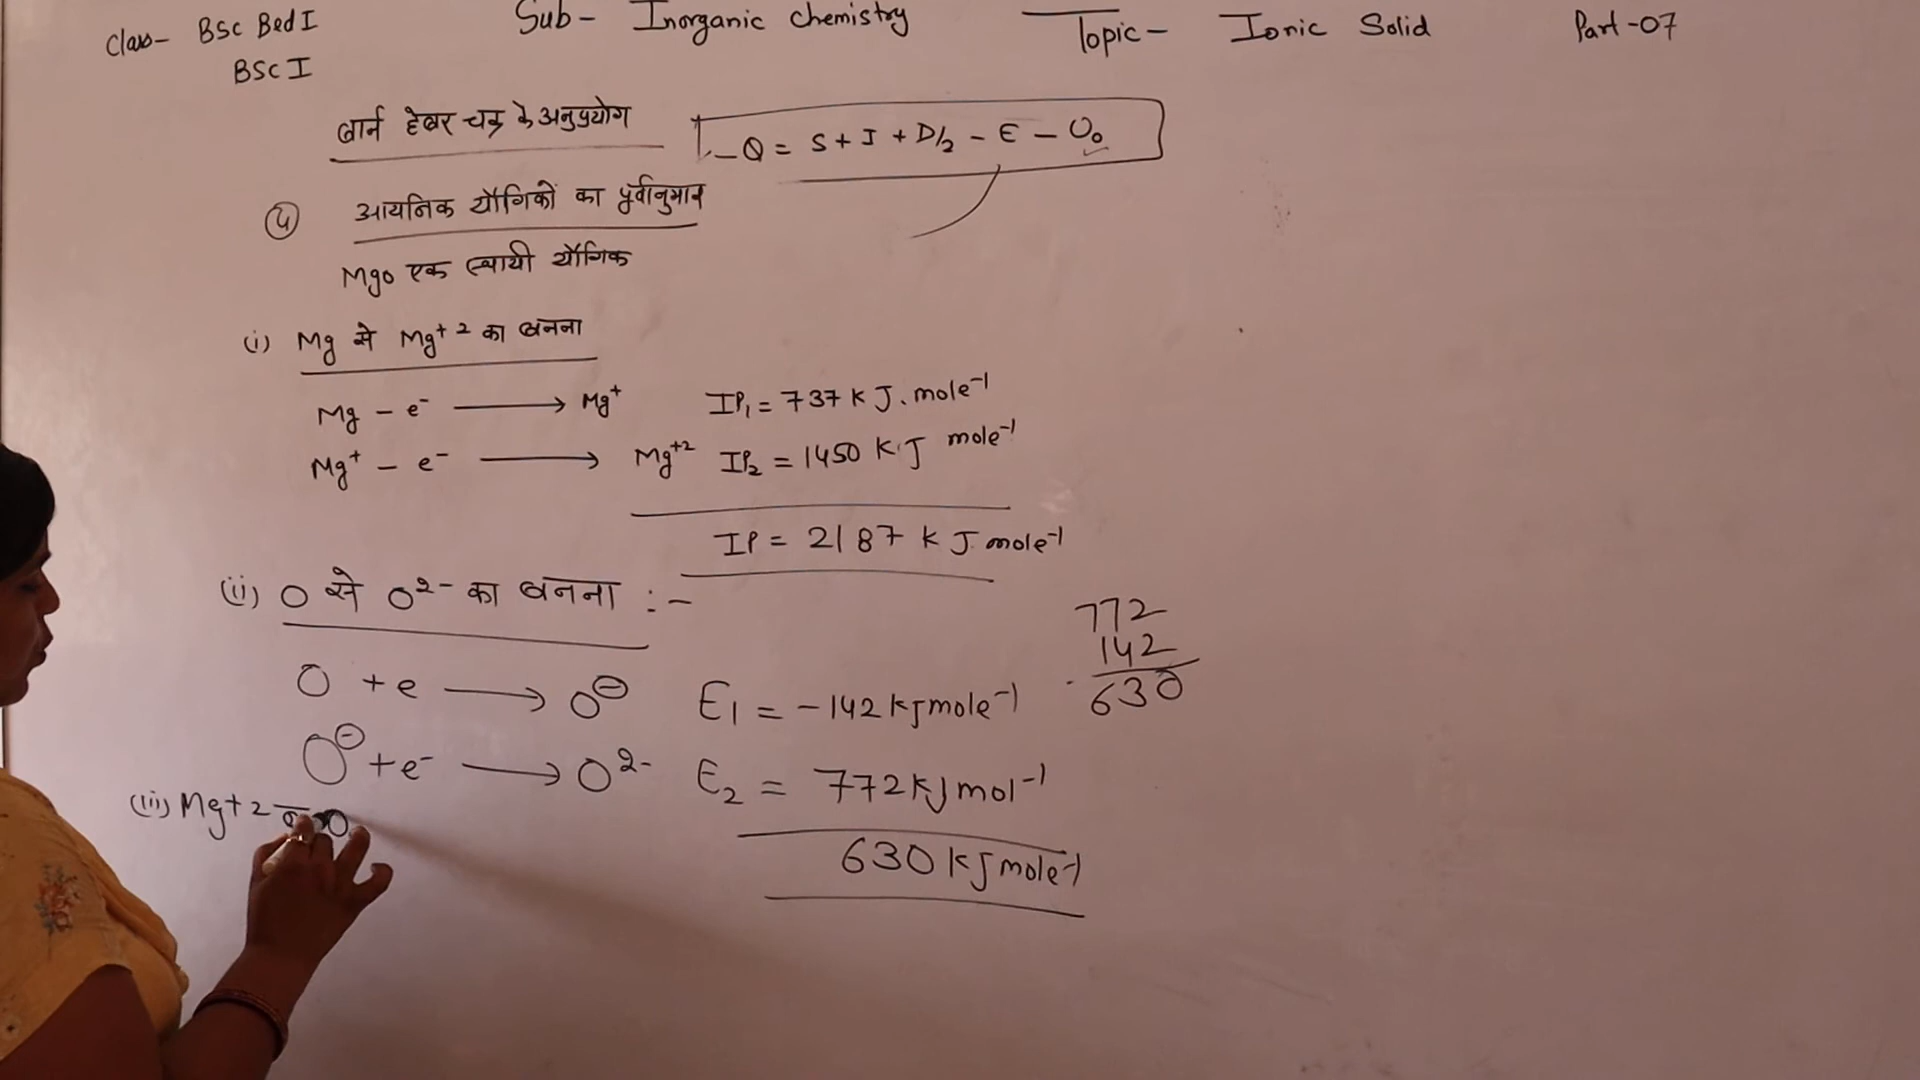 Class- BSc Bed I
BSc I
Sub- Inorganic Chemistry
Topic- Ionic Solid
Part-07
बार्न हेबर चक्र के अनुप्रयोग
-Q = S + I + D/2 - E - U₀
④ आयनिक यौगिकों का पूर्वानुमान
MgO एक स्थायी यौगिक
(i) Mg से Mg⁺² का बनना
Mg - e⁻ ⟶ Mg⁺ IP₁ = 737 K J. mole⁻¹
Mg⁺ - e⁻ ⟶ Mg⁺² IP₂ = 1450 K.J mole⁻¹
IP = 2187 K J mole⁻¹
(ii) O से O²⁻ का बनना :-
O + e ⟶ O⊖ E₁ = -142 KJ mole⁻¹
O⊖ + e⁻ ⟶ O²⁻ E₂ = 772 KJ mol⁻¹
630 KJ mole⁻¹
772
142
630
(iii) Mg+2